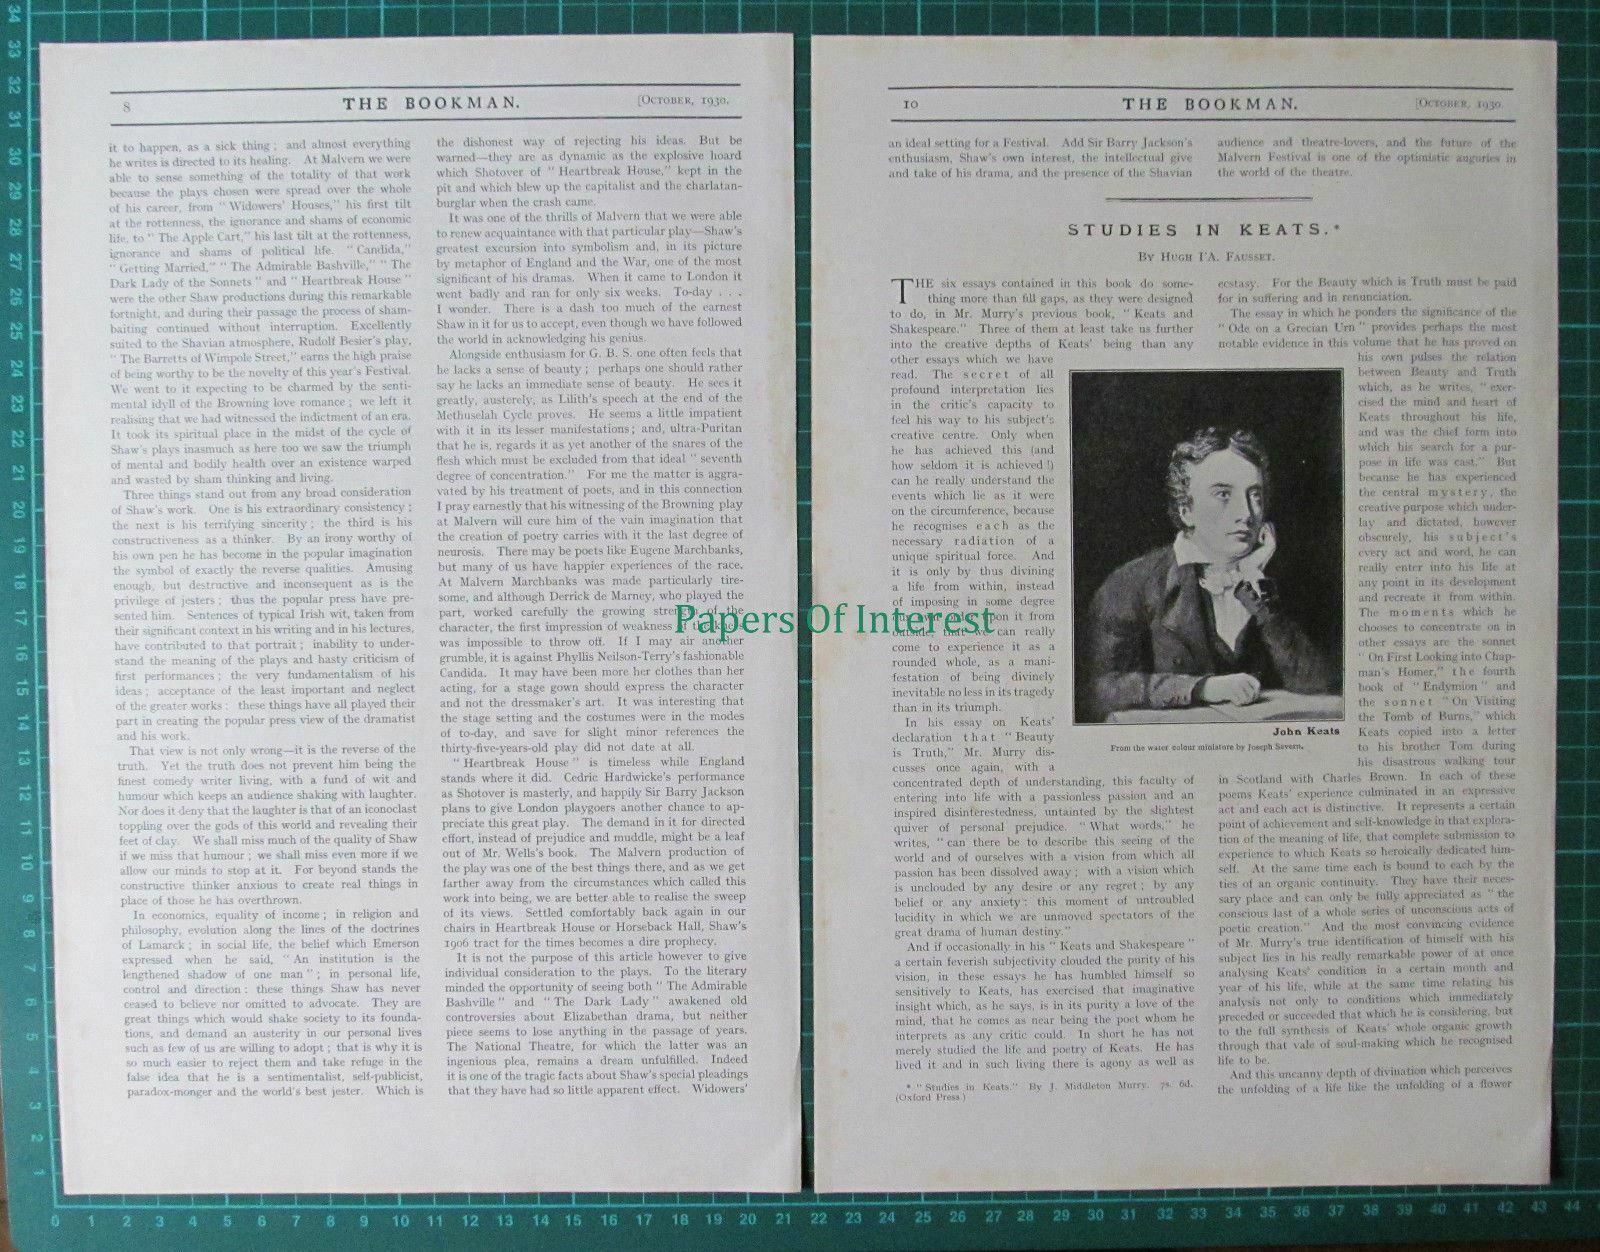 8
THE BOOKMAN.
[OCTOBER, 1930.
it to happen, as a sick thing; and almost everything
he writes is directed to its healing. At Malvern we were
able to sense something of the totality of that work
because the plays chosen were spread over the whole
of his career, from "Widowers' Houses," his first tilt
at the rottenness, the ignorance and shams of economic
life, to "The Apple Cart," his last tilt at the rottenness,
ignorance and shams of political life. "Candida,"
"Getting Married," "The Admirable Bashville," "The
Dark Lady of the Sonnets" and "Heartbreak House"
were the other Shaw productions during this remarkable
fortnight, and during their passage the process of sham-
baiting continued without interruption. Excellently
suited to the Shavian atmosphere, Rudolf Besier's play,
"The Barretts of Wimpole Street," earns the high praise
of being worthy to be the novelty of this year's Festival.
We went to it expecting to be charmed by the senti-
mental idyll of the Browning love romance; we left it
realising that we had witnessed the indictment of an era.
It took its spiritual place in the midst of the cycle of
Shaw's plays inasmuch as here too we saw the triumph
of mental and bodily health over an existence warped
and wasted by sham thinking and living.
Three things stand out from any broad consideration
of Shaw's work. One is his extraordinary consistency;
the next is his terrifying sincerity; the third is his
constructiveness as a thinker. By an irony worthy of
his own pen he has become in the popular imagination
the symbol of exactly the reverse qualities. Amusing
enough, but destructive and inconsequent as is the
privilege of jesters; thus the popular press have pre-
sented him. Sentences of typical Irish wit, taken from
their significant context in his writing and in his lectures,
have contributed to that portrait; inability to under-
stand the meaning of the plays and hasty criticism of
first performances; the very fundamentalism of his
ideas; acceptance of the least important and neglect
of the greater works: these things have all played their
part in creating the popular press view of the dramatist
and his work.
That view is not only wrong—it is the reverse of the
truth. Yet the truth does not prevent him being the
finest comedy writer living, with a fund of wit and
humour which keeps an audience shaking with laughter.
Nor does it deny that the laughter is that of an iconoclast
toppling over the gods of this world and revealing their
feet of clay. We shall miss much of the quality of Shaw
if we miss that humour; we shall miss even more if we
allow our minds to stop at it. For beyond stands the
constructive thinker anxious to create real things in
place of those he has overthrown.
In economics, equality of income; in religion and
philosophy, evolution along the lines of the doctrines
of Lamarck; in social life, the belief which Emerson
expressed when he said, "An institution is the
lengthened shadow of one man"; in personal life,
control and direction: these things Shaw has never
ceased to believe nor omitted to advocate. They are
great things which would shake society to its founda-
tions, and demand an austerity in our personal lives
such as few of us are willing to adopt; that is why it is
so much easier to reject them and take refuge in the
false idea that he is a sentimentalist, self-publicist,
paradox-monger and the world's best jester. Which is
the dishonest way of rejecting his ideas. But be
warned—they are as dynamic as the explosive hoard
which Shotover of "Heartbreak House," kept in the
pit and which blew up the capitalist and the charlatan-
burglar when the crash came.
It was one of the thrills of Malvern that we were able
to renew acquaintance with that particular play—Shaw's
greatest excursion into symbolism and, in its picture
by metaphor of England and the War, one of the most
significant of his dramas. When it came to London it
went badly and ran for only six weeks. To-day . . .
I wonder. There is a dash too much of the earnest
Shaw in it for us to accept, even though we have followed
the world in acknowledging his genius.
Alongside enthusiasm for G. B. S. one often feels that
he lacks a sense of beauty; perhaps one should rather
say he lacks an immediate sense of beauty. He sees it
greatly, austerely, as Lilith's speech at the end of the
Methuselah Cycle proves. He seems a little impatient
with it in its lesser manifestations; and, ultra-Puritan
that he is, regards it as yet another of the snares of the
flesh which must be excluded from that ideal "seventh
degree of concentration." For me the matter is aggra-
vated by his treatment of poets, and in this connection
I pray earnestly that his witnessing of the Browning play
at Malvern will cure him of the vain imagination that
the creation of poetry carries with it the last degree of
neurosis. There may be poets like Eugene Marchbanks,
but many of us have happier experiences of the race.
At Malvern Marchbanks was made particularly tire-
some, and although Derrick de Marney, who played the
part, worked carefully the growing strength of the
character, the first impression of weakness
was impossible to throw off. If I may air another
grumble, it is against Phyllis Neilson-Terry's fashionable
Candida. It may have been more her clothes than her
acting, for a stage gown should express the character
and not the dressmaker's art. It was interesting that
the stage setting and the costumes were in the modes
of to-day, and save for slight minor references the
thirty-five-years-old play did not date at all.
"Heartbreak House" is timeless while England
stands where it did. Cedric Hardwicke's performance
as Shotover is masterly, and happily Sir Barry Jackson
plans to give London playgoers another chance to ap-
preciate this great play. The demand in it for directed
effort, instead of prejudice and muddle, might be a leaf
out of Mr. Wells's book. The Malvern production of
the play was one of the best things there, and as we get
farther away from the circumstances which called this
work into being, we are better able to realise the sweep
of its views. Settled comfortably back again in our
chairs in Heartbreak House or Horseback Hall, Shaw's
1906 tract for the times becomes a dire prophecy.
It is not the purpose of this article however to give
individual consideration to the plays. To the literary
minded the opportunity of seeing both "The Admirable
Bashville" and "The Dark Lady" awakened old
controversies about Elizabethan drama, but neither
piece seems to lose anything in the passage of years.
The National Theatre, for which the latter was an
ingenious plea, remains a dream unfulfilled. Indeed
it is one of the tragic facts about Shaw's special pleadings
that they have had so little apparent effect. Widowers'
10
THE BOOKMAN.
[OCTOBER, 1930.
an ideal setting for a Festival. Add Sir Barry Jackson's
enthusiasm, Shaw's own interest, the intellectual give
and take of his drama, and the presence of the Shavian
audience and theatre-lovers, and the future of the
Malvern Festival is one of the optimistic auguries in
the world of the theatre.
STUDIES IN KEATS.*
BY HUGH I'A. FAUSSET.
THE six essays contained in this book do some-
thing more than fill gaps, as they were designed
to do, in Mr. Murry's previous book, "Keats and
Shakespeare." Three of them at least take us further
into the creative depths of Keats' being than any
other essays which we have
read. The secret of all
profound interpretation lies
in the critic's capacity to
feel his way to his subject's
creative centre. Only when
he has achieved this (and
how seldom it is achieved!)
can he really understand the
events which lie as it were
on the circumference, because
he recognises each as the
necessary radiation of a
unique spiritual force. And
it is only by thus divining
a life from within, instead
of imposing in some degree
upon it from
outside, that we can really
come to experience it as a
rounded whole, as a mani-
festation of being divinely
inevitable no less in its tragedy
than in its triumph.
In his essay on Keats'
declaration that "Beauty
is Truth," Mr. Murry dis-
cusses once again, with a
concentrated depth of understanding, this faculty of
entering into life with a passionless passion and an
inspired disinterestedness, untainted by the slightest
quiver of personal prejudice. "What words," he
writes, "can there be to describe this seeing of the
world and of ourselves with a vision from which all
passion has been dissolved away; with a vision which
is unclouded by any desire or any regret; by any
belief or any anxiety: this moment of untroubled
lucidity in which we are unmoved spectators of the
great drama of human destiny."
And if occasionally in his "Keats and Shakespeare"
a certain feverish subjectivity clouded the purity of his
vision, in these essays he has humbled himself so
sensitively to Keats, has exercised that imaginative
insight which, as he says, is in its purity a love of the
mind, that he comes as near being the poet whom he
interprets as any critic could. In short he has not
merely studied the life and poetry of Keats. He has
lived it and in such living there is agony as well as
* "Studies in Keats." By J. Middleton Murry. 7s. 6d.
(Oxford Press.)
John Keats
From the water colour miniature by Joseph Severn.
ecstasy. For the Beauty which is Truth must be paid
for in suffering and in renunciation.
The essay in which he ponders the significance of the
"Ode on a Grecian Urn" provides perhaps the most
notable evidence in this volume that he has proved on
his own pulses the relation
between Beauty and Truth
which, as he writes, "exer-
cised the mind and heart of
Keats throughout his life,
and was the chief form into
which his search for a pur-
pose in life was cast." But
because he has experienced
the central mystery, the
creative purpose which under-
lay and dictated, however
obscurely, his subject's
every act and word, he can
really enter into his life at
any point in its development
and recreate it from within.
The moments which he
chooses to concentrate on in
other essays are the sonnet
"On First Looking into Chap-
man's Homer," the fourth
book of "Endymion" and
the sonnet "On Visiting
the Tomb of Burns," which
Keats copied into a letter
to his brother Tom during
his disastrous walking tour
in Scotland with Charles Brown. In each of these
poems Keats' experience culminated in an expressive
act and each act is distinctive. It represents a certain
point of achievement and self-knowledge in that explora-
tion of the meaning of life, that complete submission to
experience to which Keats so heroically dedicated him-
self. At the same time each is bound to each by the
ties of an organic continuity. They have their neces-
sary place and can only be fully appreciated as "the
conscious last of a whole series of unconscious acts of
poetic creation." And the most convincing evidence
of Mr. Murry's true identification of himself with his
subject lies in his really remarkable power of at once
analysing Keats' condition in a certain month and
year of his life, while at the same time relating his
analysis not only to conditions which immediately
preceded or succeeded that which he is considering, but
to the full synthesis of Keats' whole organic growth
through that vale of soul-making which he recognised
life to be.
And this uncanny depth of divination which perceives
the unfolding of a life like the unfolding of a flower
Papers Of Interest